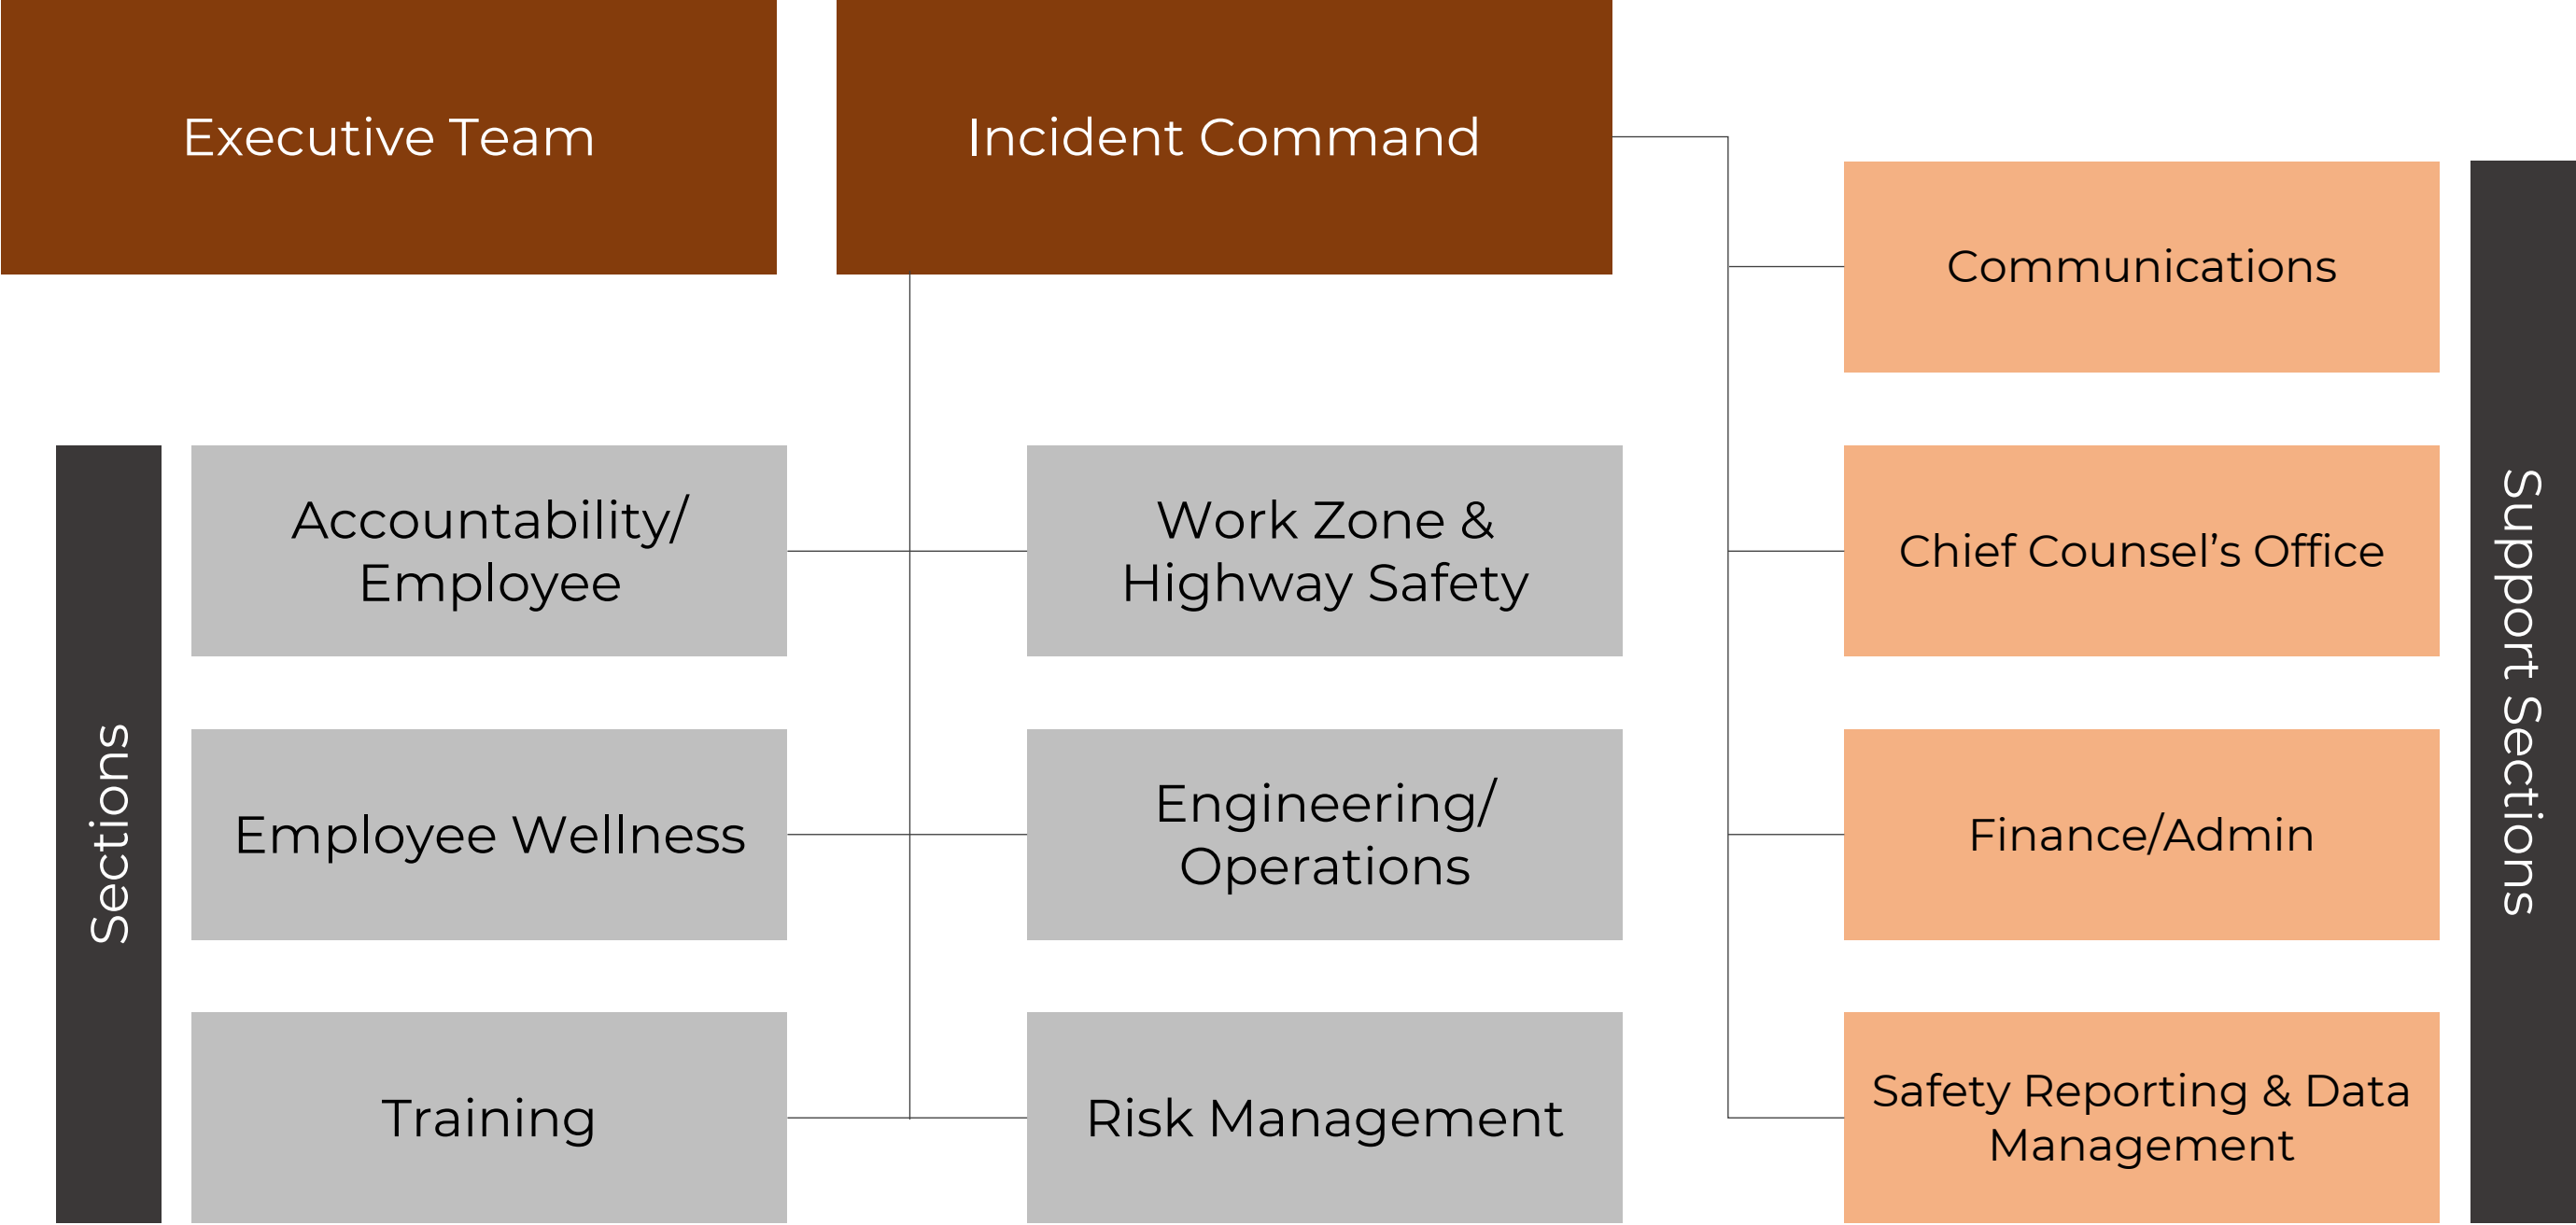 Executive Team
Incident Command
Communications
Sections
Accountability/
Employee
Work Zone &
Highway Safety
Chief Counsel’s Office
Support Sections
Employee Wellness
Engineering/
Operations
Finance/Admin
Training
Risk Management
Safety Reporting & Data
Management